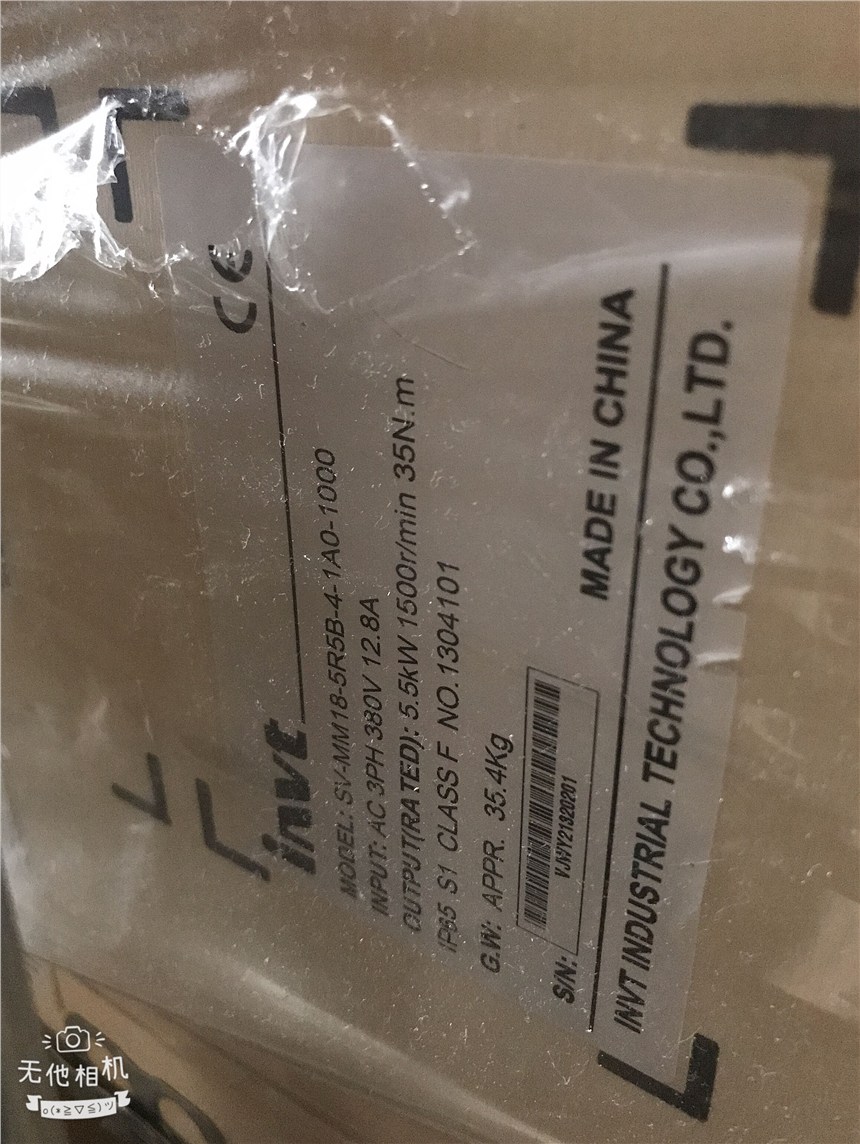 CE
invt
MODEL: SV-MM18-5R5B-4-1A0-1000
INPUT: AC 3PH 380V 12.8A
OUTPUT(RATED): 5.5kW 1500r/min 35N.m
IP65 S1 CLASS F NO.1304101
G.W: APPR. 35.4Kg
S/N:
MADE IN CHINA
INVT INDUSTRIAL TECHNOLOGY CO.,LTD.
无他相机